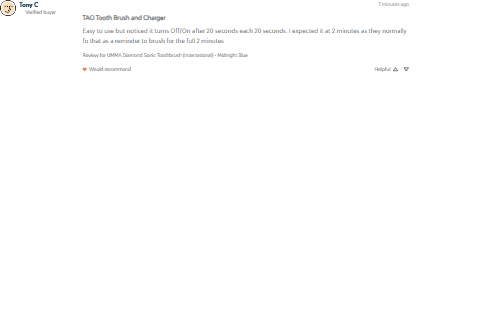 Tony C
Verified buyer
7 minutes ago
TAO Tooth Brush and Charger
Easy to use but noticed it turns Off/On after 20 seconds each 20 seconds. I expected it at 2 minutes as they normally
fo that as a reminder to brush for the full 2 minutes
Review for UMMA Diamond Sonic Toothbrush (International) - Midnight Blue
Would recommend
Helpful